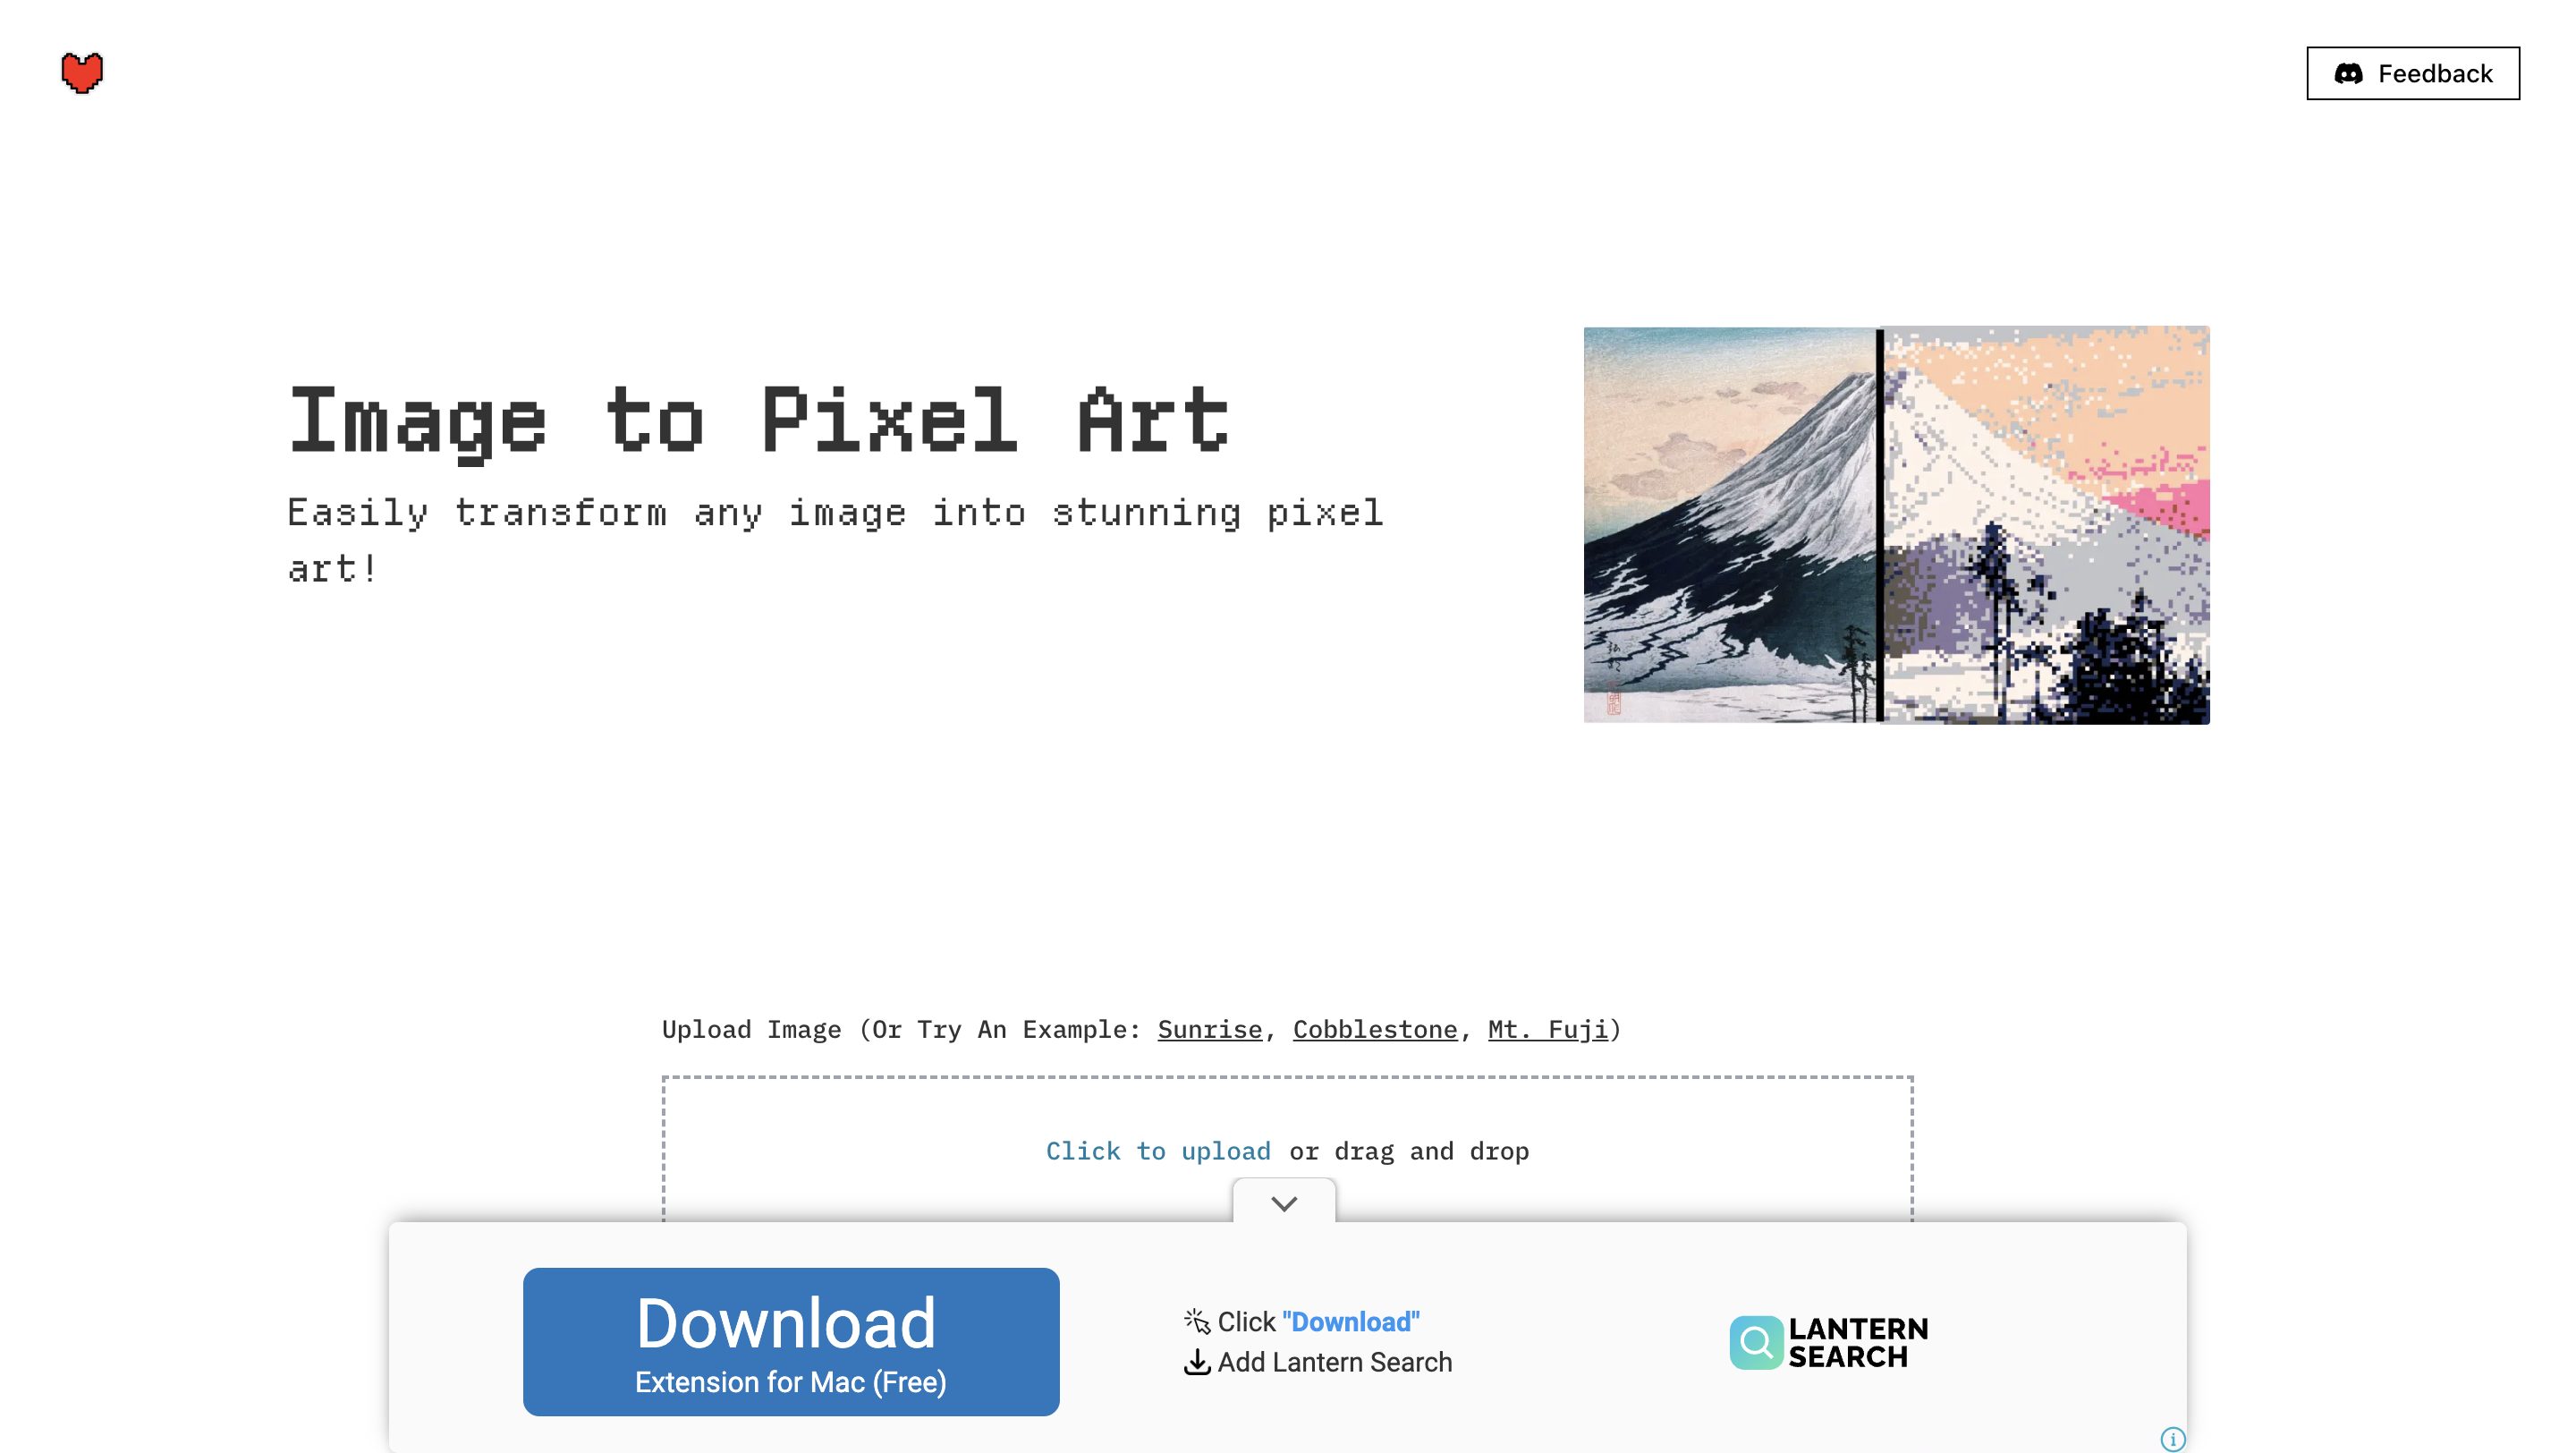 Feedback
Image to Pixel Art
Easily transform any image into stunning pixel
art!
Upload Image (Or Try An Example: Sunrise, Cobblestone, Mt. Fuji)
Click to upload or drag and drop
Download
Extension for Mac (Free)
Click "Download"
Add Lantern Search
LANTERN
SEARCH